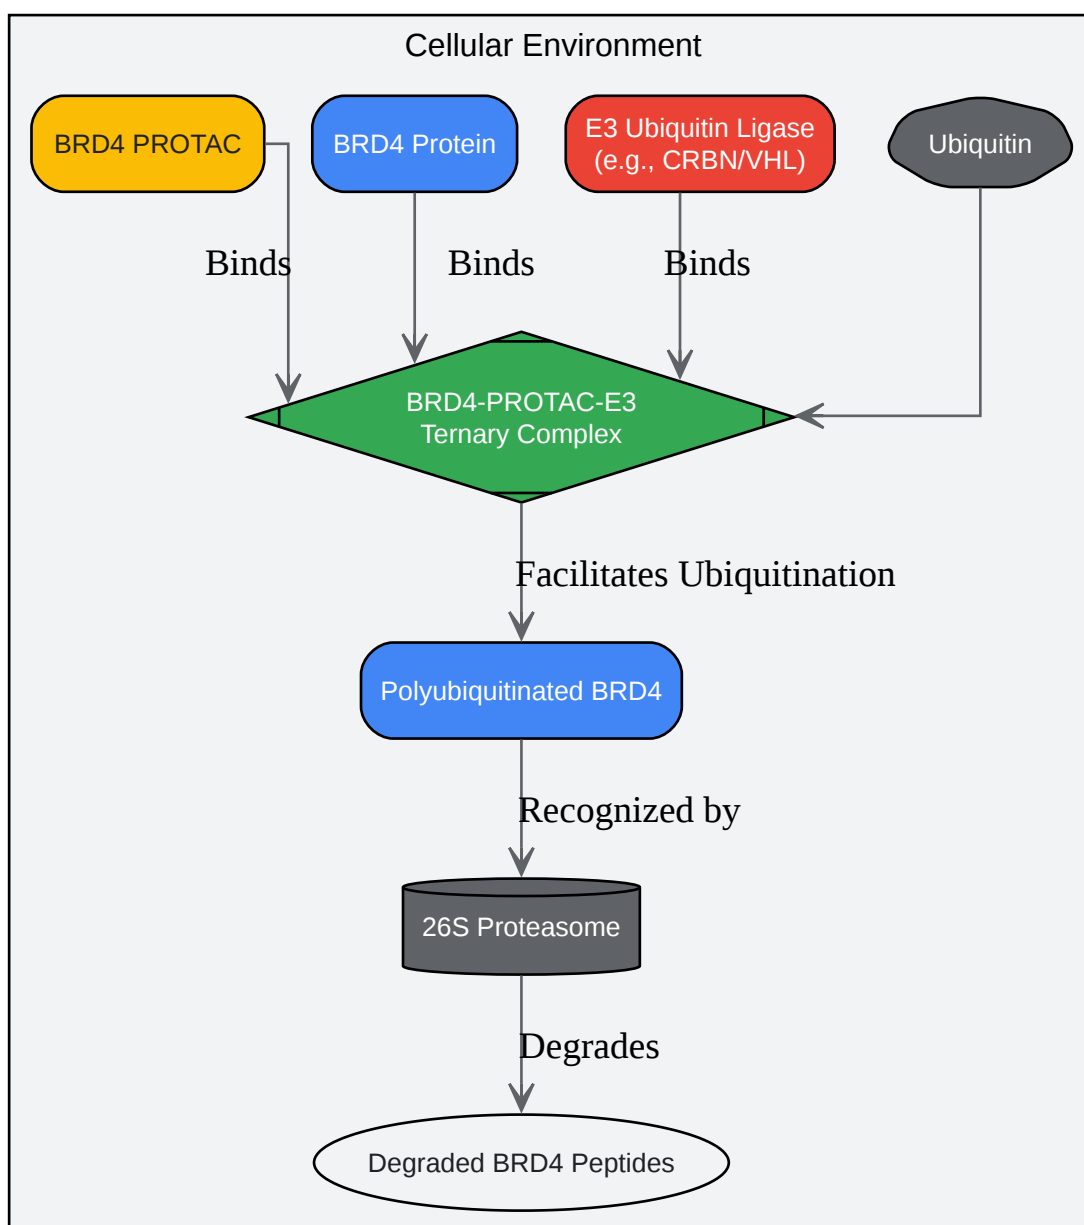 Cellular Environment
BRD4 PROTAC
BRD4 Protein
E3 Ubiquitin Ligase
(e.g., CRBN/VHL)
Ubiquitin
Binds
Binds
Binds
BRD4-PROTAC-E3
Ternary Complex
Facilitates Ubiquitination
Polyubiquitinated BRD4
Recognized by
26S Proteasome
Degrades
Degraded BRD4 Peptides